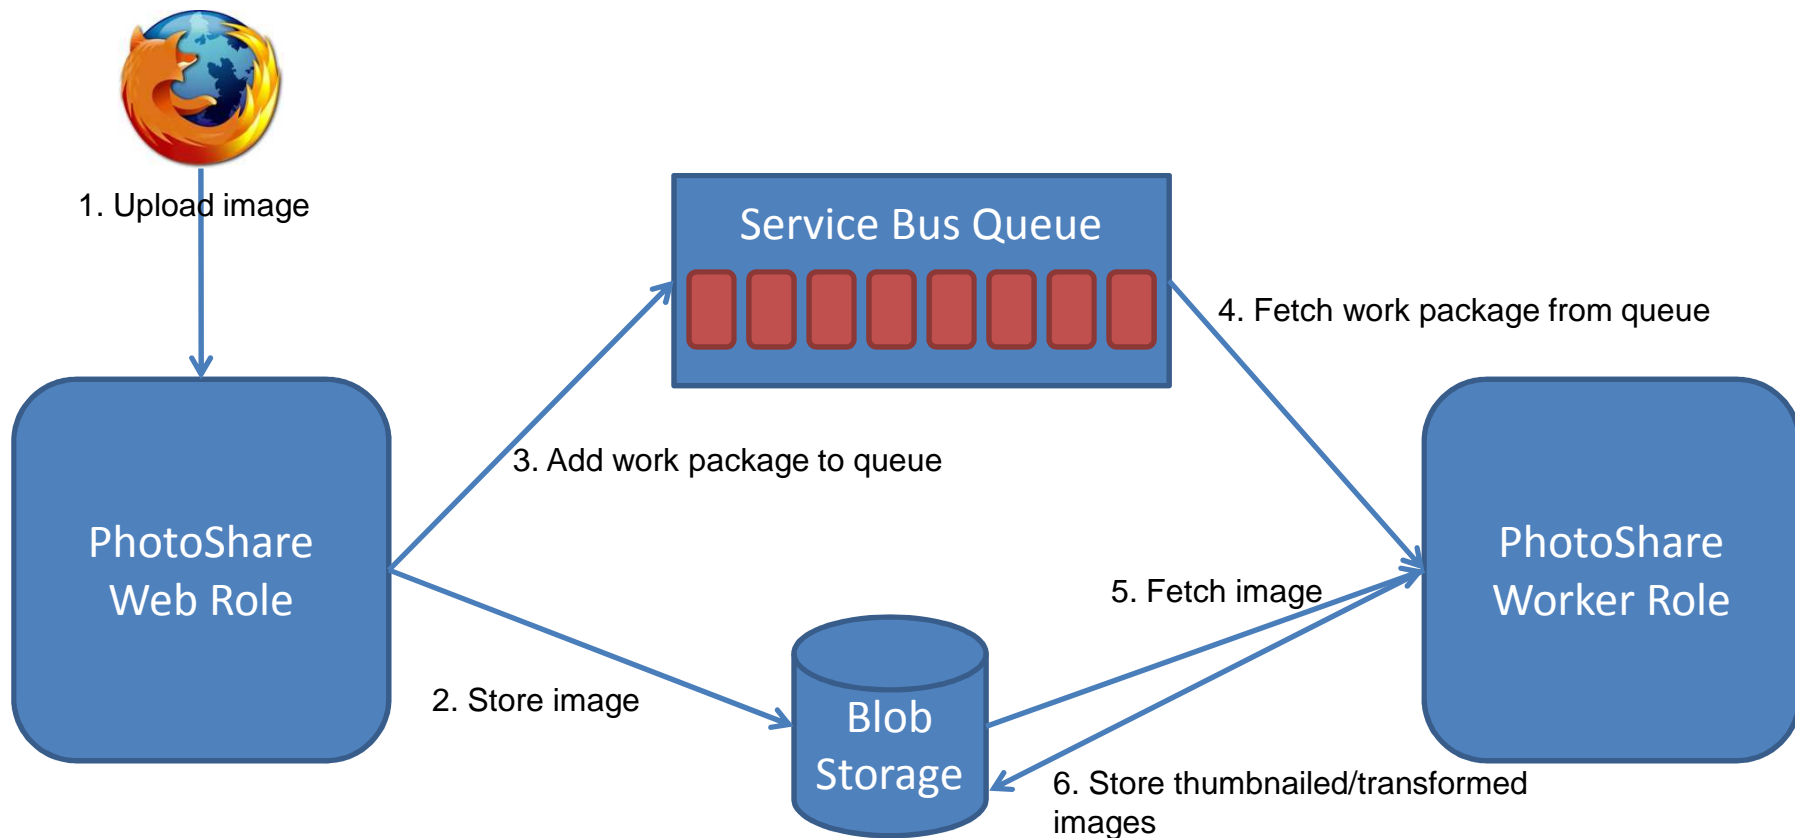 1. Upload image
Service Bus Queue
4. Fetch work package from queue
3. Add work package to queue
PhotoShare
Web Role
PhotoShare
Worker Role
5. Fetch image
2. Store image
Blob
Storage
6. Store thumbnailed/transformed
images